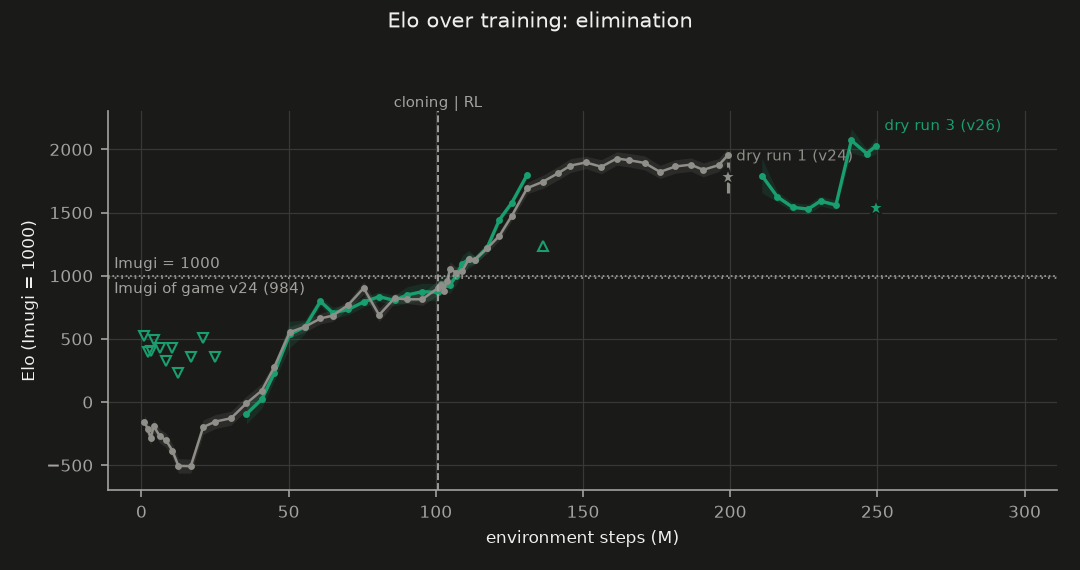 Elo over training: elimination
cloning | RL
dry run 3 (v26)
dry run 1 (v24)
Imugi = 1000
Imugi of game v24 (984)
Elo (Imugi = 1000)
2000
1500
1000
500
0
−500
0 50 100 150 200 250 300
environment steps (M)